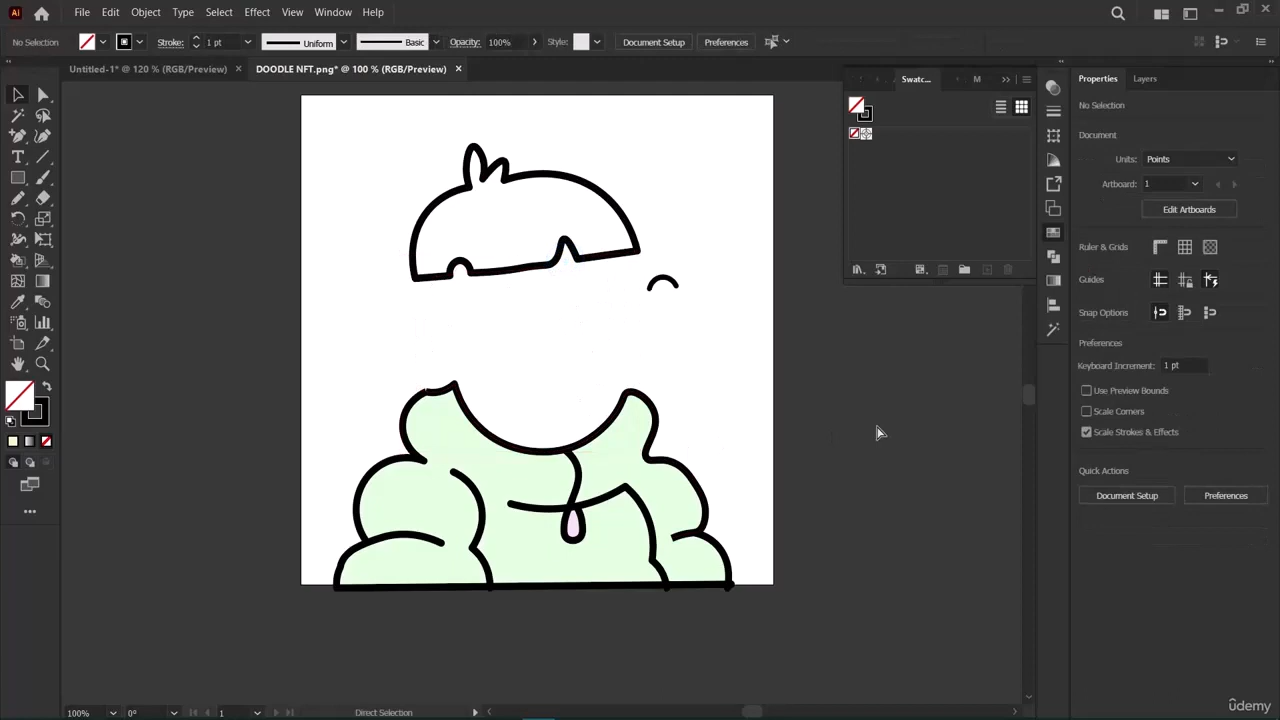 Ai File Edit Object Type Select Effect View Window Help
No Selection Stroke: 1 pt Uniform Basic Opacity: 100% Style: Document Setup Preferences
Untitled-1* @ 120 % (RGB/Preview) × DOODLE NFT.png* @ 100 % (RGB/Preview) ×
Swatc... M
Properties Layers
No Selection
Document
Units: Points
Artboard: 1
Edit Artboards
Ruler & Grids
Guides
Snap Options
Preferences
Keyboard Increment: 1 pt
Use Preview Bounds
Scale Corners
Scale Strokes & Effects
Quick Actions
Document Setup Preferences
100% 0° 1 Direct Selection
udemy